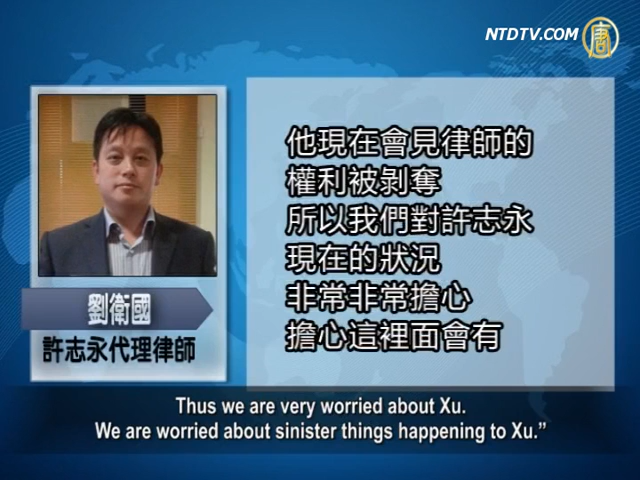 NTDTV.COM
唐
他現在會見律師的
權利被剝奪
所以我們對許志永
現在的狀況
非常非常擔心
擔心這裡面會有
劉衛國
許志永代理律師
Thus we are very worried about Xu.
We are worried about sinister things happening to Xu.”